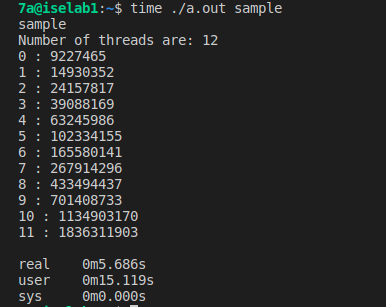 7a@iselab1:~$ time ./a.out sample
sample
Number of threads are: 12
0 : 9227465
1 : 14930352
2 : 24157817
3 : 39088169
4 : 63245986
5 : 102334155
6 : 165580141
7 : 267914296
8 : 433494437
9 : 701408733
10 : 1134903170
11 : 1836311903
real 0m5.686s
user 0m15.119s
sys 0m0.000s